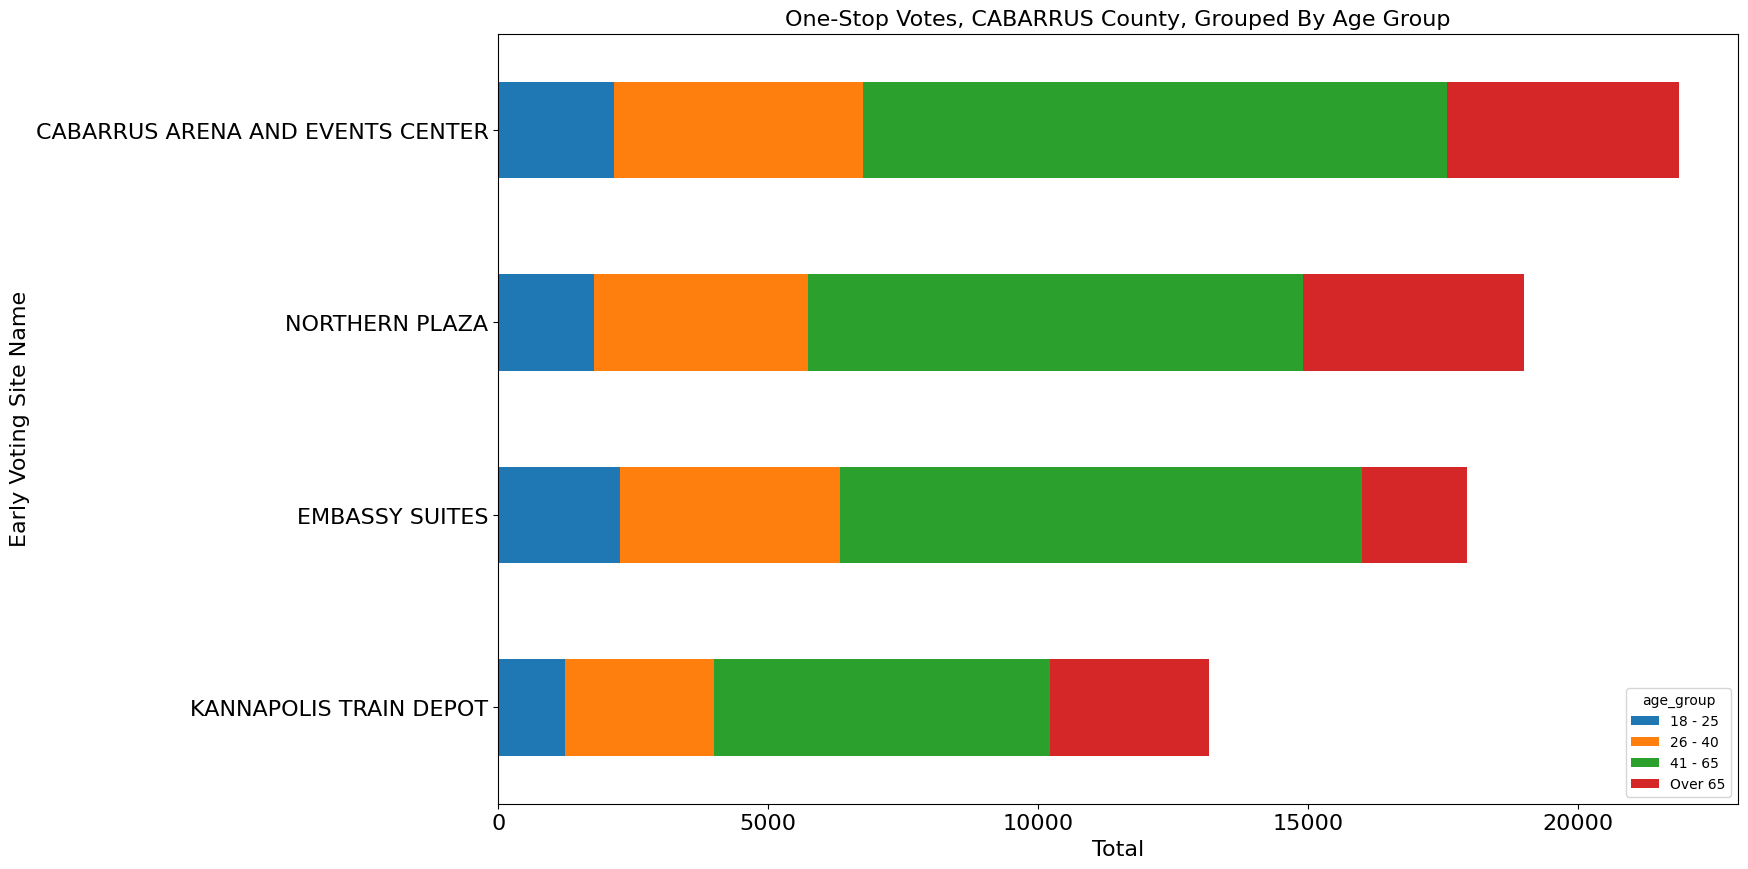 One-Stop Votes, CABARRUS County, Grouped By Age Group
Early Voting Site Name
CABARRUS ARENA AND EVENTS CENTER
NORTHERN PLAZA
EMBASSY SUITES
KANNAPOLIS TRAIN DEPOT
age_group
18 - 25
26 - 40
41 - 65
Over 65
0 5000 10000 15000 20000
Total